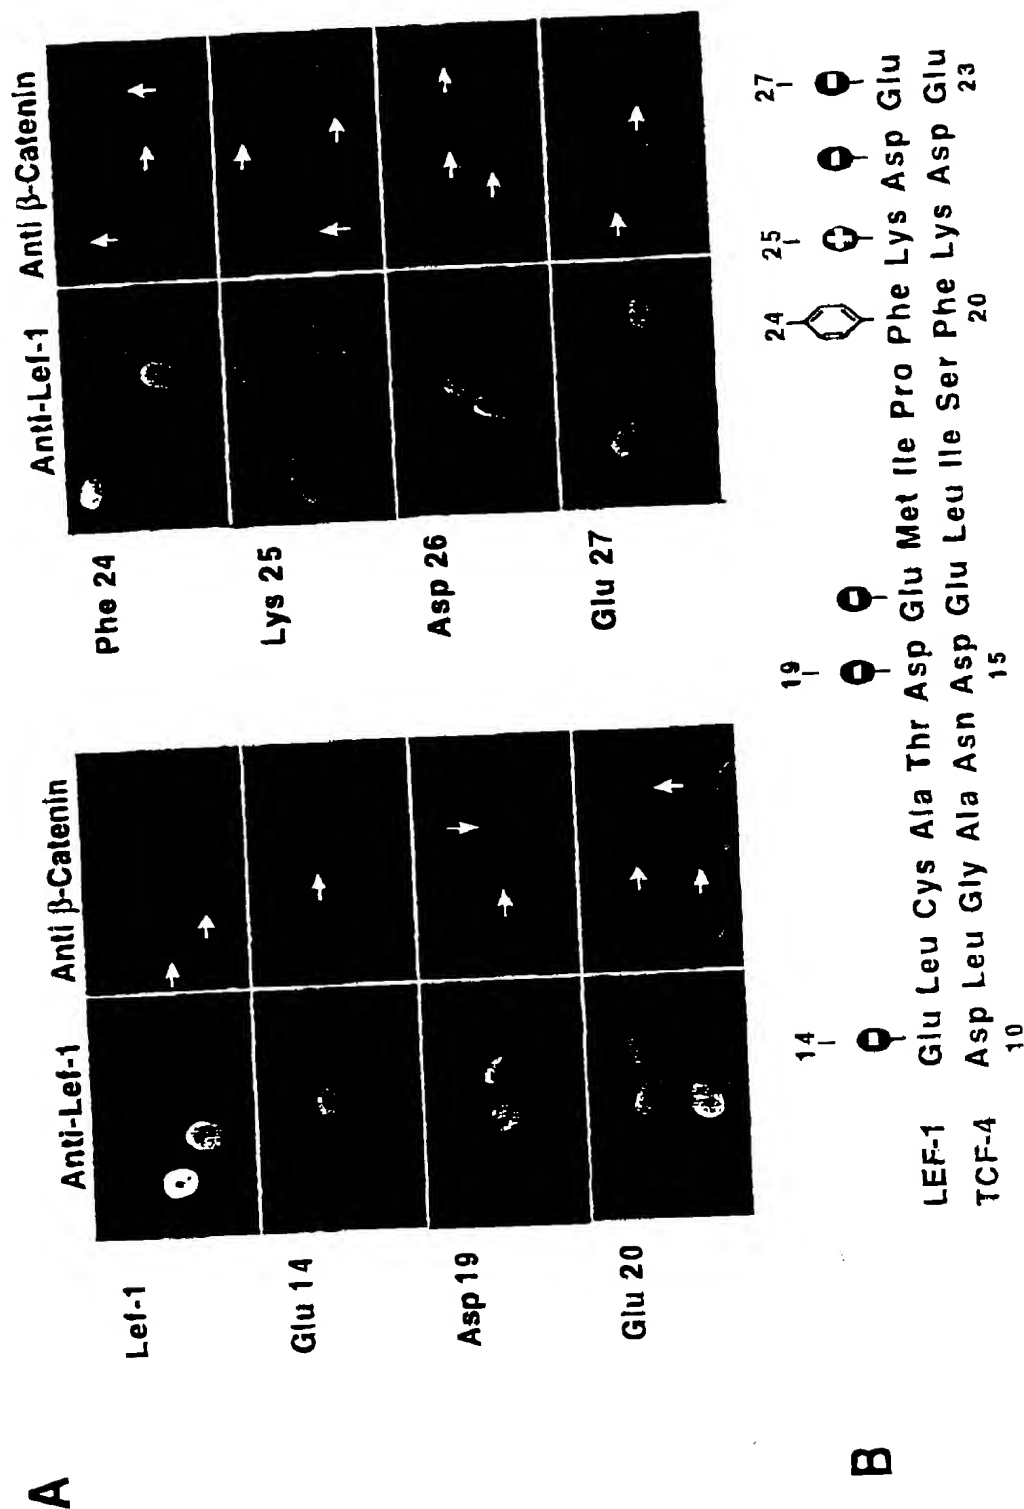 A
Anti-Lef-1 Anti β-Catenin
Lef-1
Glu 14
Asp 19
Glu 20
Anti-Lef-1 Anti β-Catenin
Phe 24
Lys 25
Asp 26
Glu 27
B
14 19 24 25 27
− − − + − −
LEF-1 Glu Leu Cys Ala Thr Asp Glu Met Ile Pro Phe Lys Asp Glu
TCF-4 Asp Leu Gly Ala Asn Asp Glu Leu Ile Ser Phe Lys Asp Glu
10 15 20 23